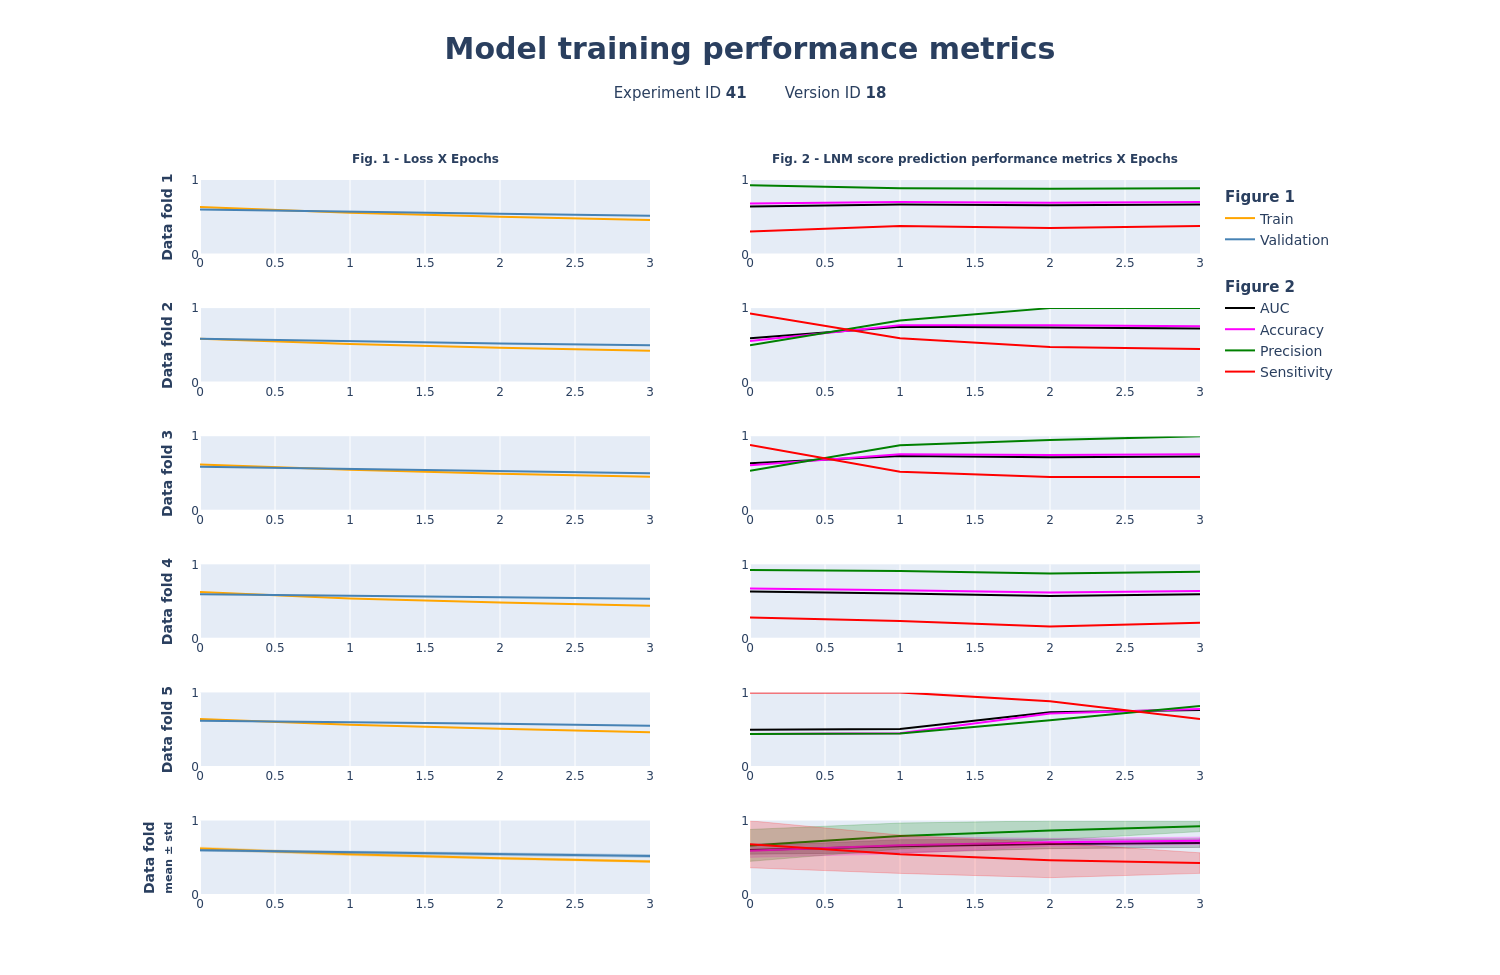 Model training performance metrics
Experiment ID 41 Version ID 18
Fig. 1 - Loss X Epochs
Fig. 2 - LNM score prediction performance metrics X Epochs
Data fold 1
1
0
0 0.5 1 1.5 2 2.5 3
1
0
0 0.5 1 1.5 2 2.5 3
Figure 1
Train
Validation
Figure 2
AUC
Accuracy
Precision
Sensitivity
Data fold 2
1
0
0 0.5 1 1.5 2 2.5 3
1
0
0 0.5 1 1.5 2 2.5 3
Data fold 3
1
0
0 0.5 1 1.5 2 2.5 3
1
0
0 0.5 1 1.5 2 2.5 3
Data fold 4
1
0
0 0.5 1 1.5 2 2.5 3
1
0
0 0.5 1 1.5 2 2.5 3
Data fold 5
1
0
0 0.5 1 1.5 2 2.5 3
1
0
0 0.5 1 1.5 2 2.5 3
Data fold
mean ± std
1
0
0 0.5 1 1.5 2 2.5 3
1
0
0 0.5 1 1.5 2 2.5 3